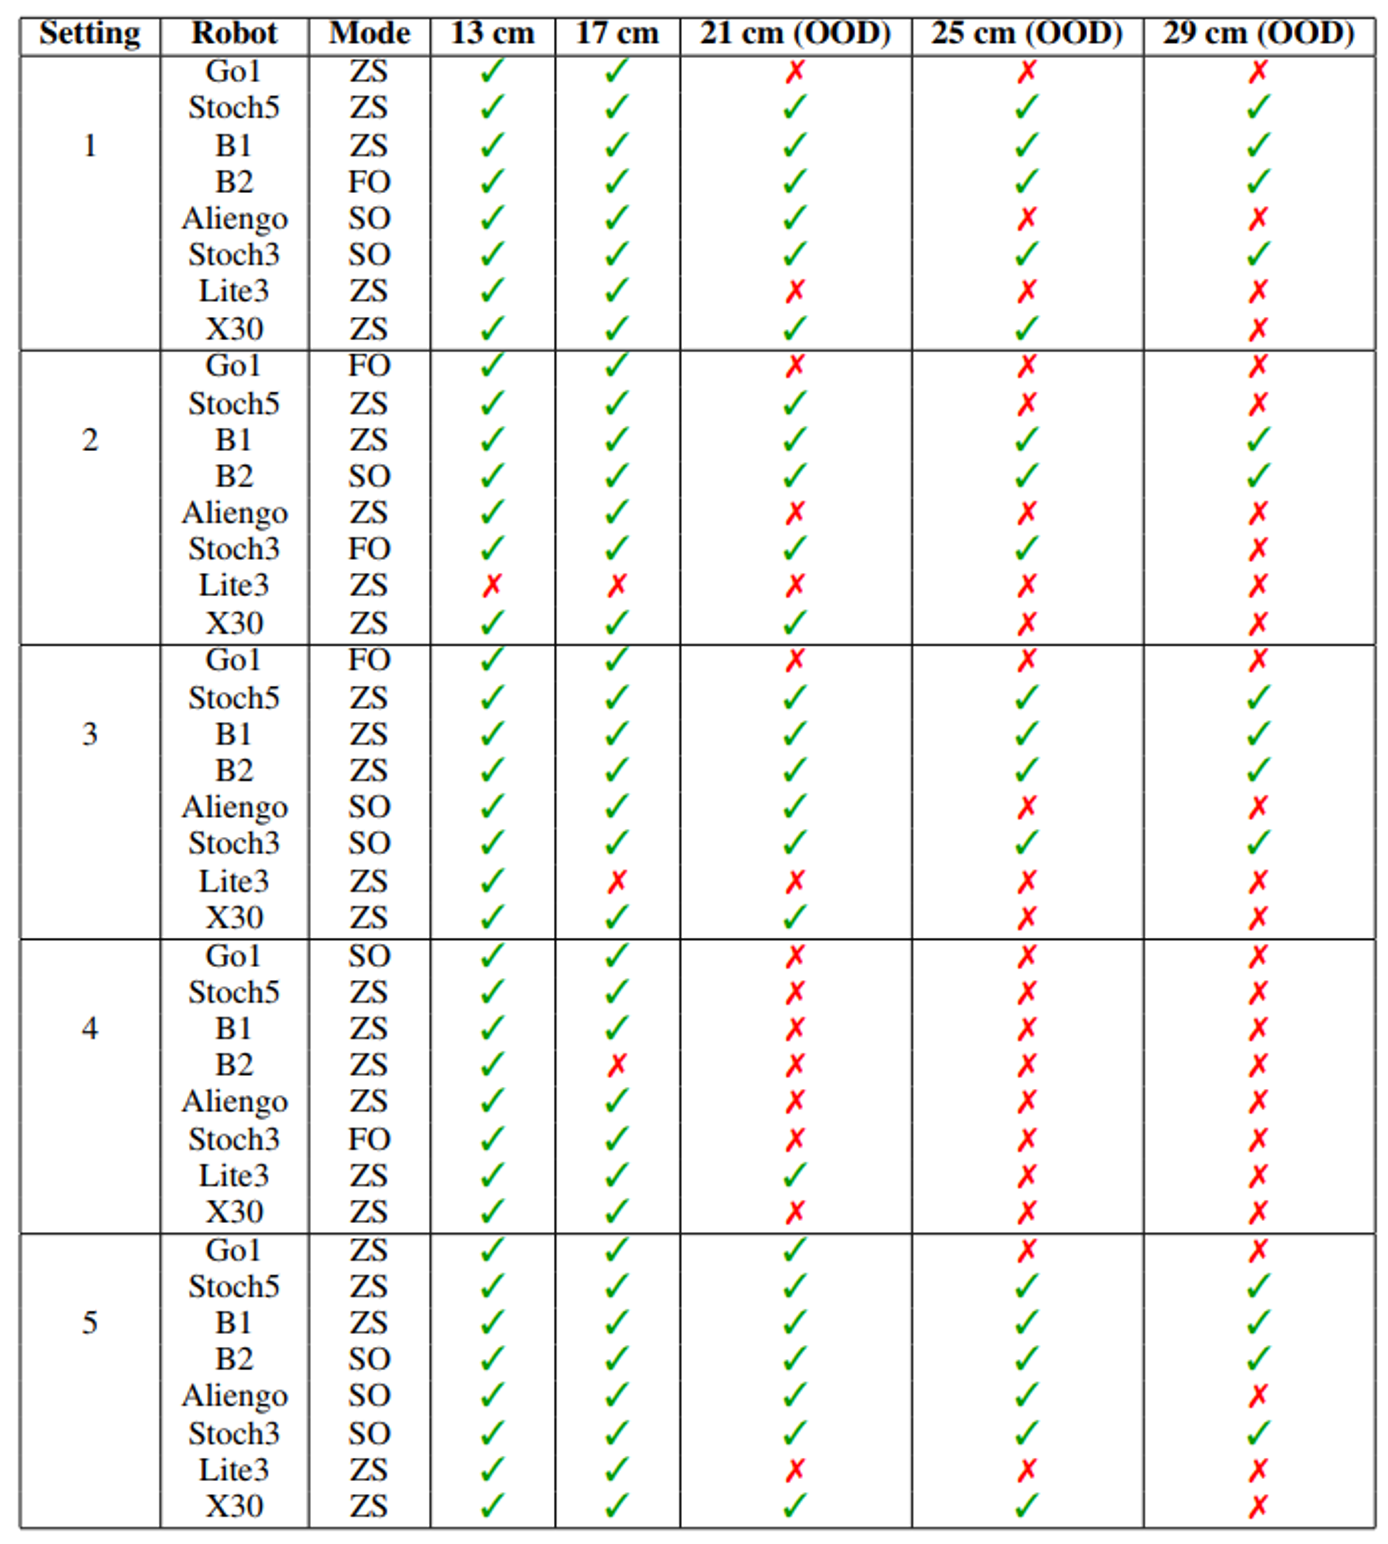 Setting Robot Mode 13 cm 17 cm 21 cm (OOD) 25 cm (OOD) 29 cm (OOD)
Go1 ZS ✓ ✓ ✗ ✗ ✗
Stoch5 ZS ✓ ✓ ✓ ✓ ✓
1 B1 ZS ✓ ✓ ✓ ✓ ✓
B2 FO ✓ ✓ ✓ ✓ ✓
Aliengo SO ✓ ✓ ✓ ✗ ✗
Stoch3 SO ✓ ✓ ✓ ✓ ✓
Lite3 ZS ✓ ✓ ✗ ✗ ✗
X30 ZS ✓ ✓ ✓ ✓ ✗
Go1 FO ✓ ✓ ✗ ✗ ✗
Stoch5 ZS ✓ ✓ ✓ ✗ ✗
2 B1 ZS ✓ ✓ ✓ ✓ ✓
B2 SO ✓ ✓ ✓ ✓ ✓
Aliengo ZS ✓ ✓ ✗ ✗ ✗
Stoch3 FO ✓ ✓ ✓ ✓ ✗
Lite3 ZS ✗ ✗ ✗ ✗ ✗
X30 ZS ✓ ✓ ✓ ✗ ✗
Go1 FO ✓ ✓ ✗ ✗ ✗
Stoch5 ZS ✓ ✓ ✓ ✓ ✓
3 B1 ZS ✓ ✓ ✓ ✓ ✓
B2 ZS ✓ ✓ ✓ ✓ ✓
Aliengo SO ✓ ✓ ✓ ✗ ✗
Stoch3 SO ✓ ✓ ✓ ✓ ✓
Lite3 ZS ✓ ✗ ✗ ✗ ✗
X30 ZS ✓ ✓ ✓ ✗ ✗
Go1 SO ✓ ✓ ✗ ✗ ✗
Stoch5 ZS ✓ ✓ ✗ ✗ ✗
4 B1 ZS ✓ ✓ ✗ ✗ ✗
B2 ZS ✓ ✗ ✗ ✗ ✗
Aliengo ZS ✓ ✓ ✗ ✗ ✗
Stoch3 FO ✓ ✓ ✗ ✗ ✗
Lite3 ZS ✓ ✓ ✓ ✗ ✗
X30 ZS ✓ ✓ ✗ ✗ ✗
Go1 ZS ✓ ✓ ✓ ✗ ✗
Stoch5 ZS ✓ ✓ ✓ ✓ ✓
5 B1 ZS ✓ ✓ ✓ ✓ ✓
B2 SO ✓ ✓ ✓ ✓ ✓
Aliengo SO ✓ ✓ ✓ ✓ ✗
Stoch3 SO ✓ ✓ ✓ ✓ ✓
Lite3 ZS ✓ ✓ ✗ ✗ ✗
X30 ZS ✓ ✓ ✓ ✓ ✗